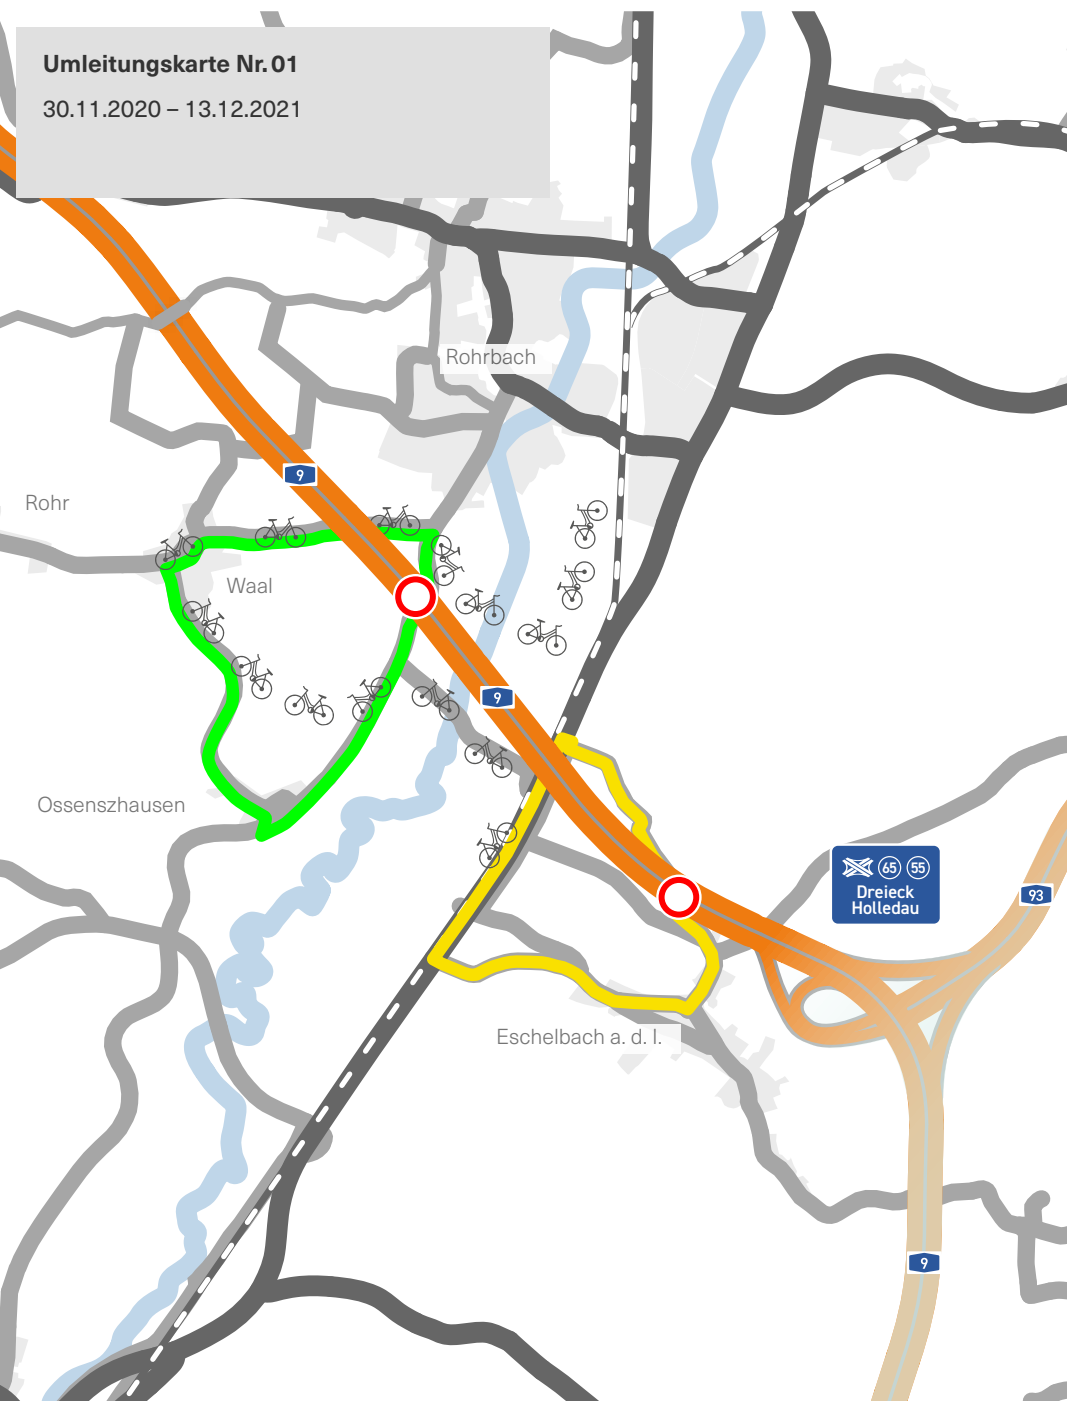 Umleitungskarte Nr. 01
30.11.2020 – 13.12.2021
Rohrbach
9
Rohr
Waal
9
Ossenszhausen
65 55
Dreieck
Holledau
93
Eschelbach a. d. I.
9